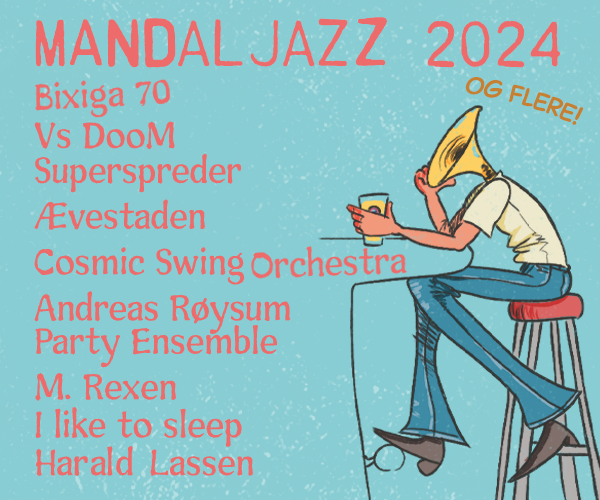 MANDALJAZZ 2024
OG FLERE!
Bixiga 70
Vs DooM
Superspreder
Ævestaden
Cosmic Swing Orchestra
Andreas Røysum
Party Ensemble
M. Rexen
I like to sleep
Harald Lassen